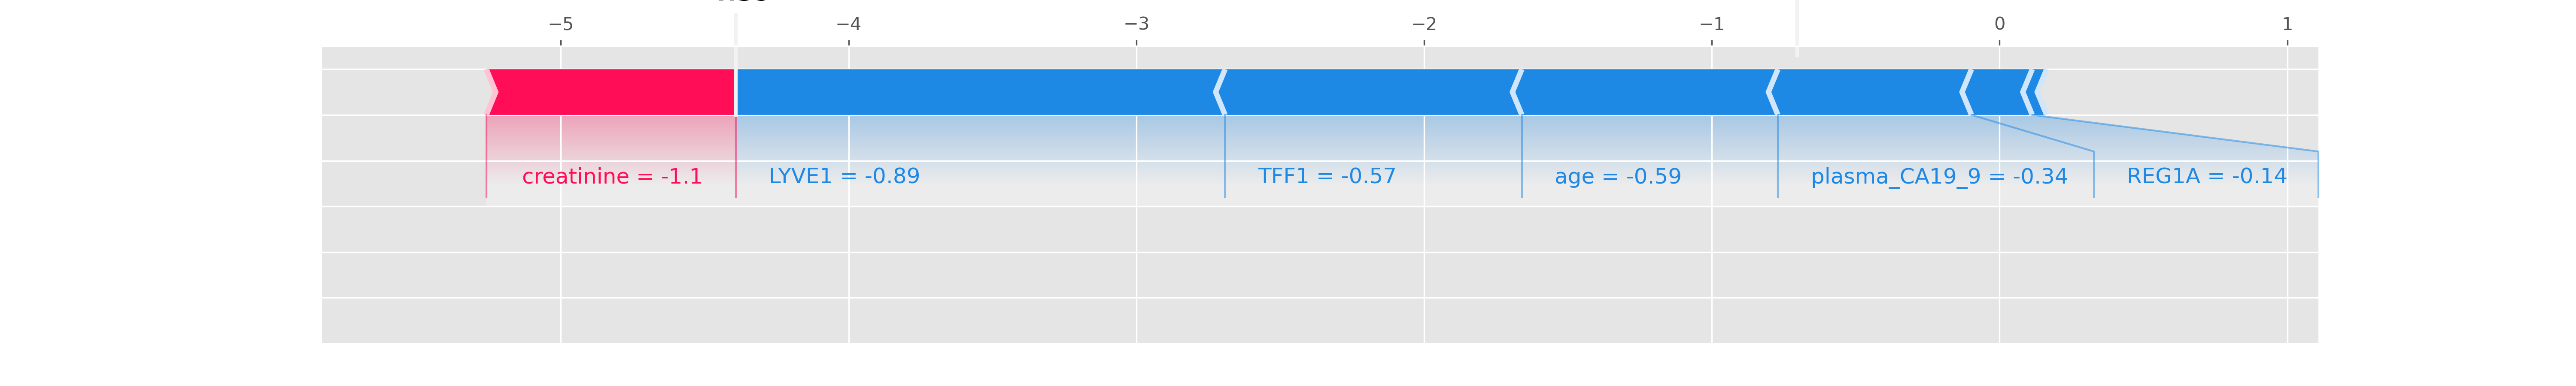 −5 −4 −3 −2 −1 0 1
creatinine = -1.1 LYVE1 = -0.89 TFF1 = -0.57 age = -0.59 plasma_CA19_9 = -0.34 REG1A = -0.14